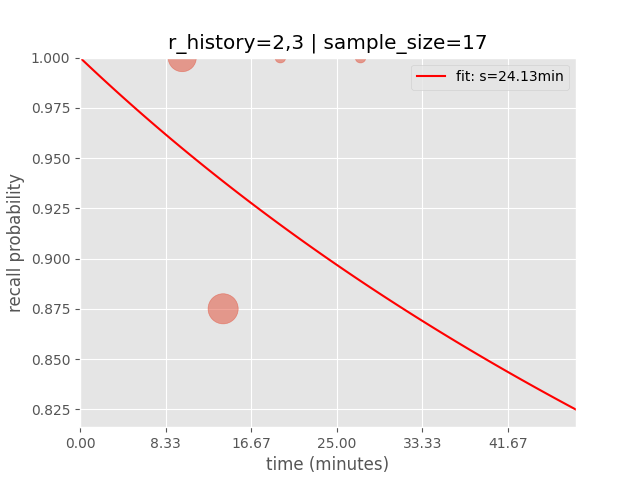 r_history=2,3 | sample_size=17
fit: s=24.13min
recall probability
1.000
0.975
0.950
0.925
0.900
0.875
0.850
0.825
0.00 8.33 16.67 25.00 33.33 41.67
time (minutes)